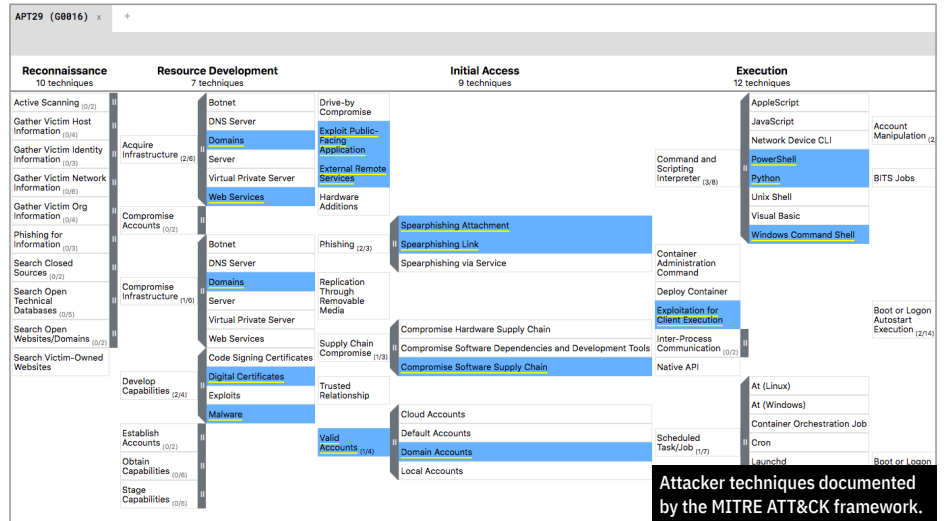 APT29 (G0016) x +
Reconnaissance
10 techniques
Resource Development
7 techniques
Initial Access
9 techniques
Execution
12 techniques
Active Scanning (0/2)
Gather Victim Host
Information (0/4)
Gather Victim Identity
Information (0/3)
Gather Victim Network
Information (0/6)
Gather Victim Org
Information (0/4)
Phishing for
Information (0/3)
Search Closed
Sources (0/2)
Search Open
Technical
Databases (0/5)
Search Open
Websites/Domains (0/2)
Search Victim-Owned
Websites
Acquire
Infrastructure (2/6)
Botnet
DNS Server
Domains
Server
Virtual Private Server
Web Services
Compromise
Accounts (0/2)
Compromise
Infrastructure (1/6)
Botnet
DNS Server
Domains
Server
Virtual Private Server
Web Services
Develop
Capabilities (2/4)
Code Signing Certificates
Digital Certificates
Exploits
Malware
Establish
Accounts (0/2)
Obtain
Capabilities (0/6)
Stage
Capabilities (0/5)
Drive-by
Compromise
Exploit Public-
Facing
Application
External Remote
Services
Hardware
Additions
Phishing (2/3)
Spearphishing Attachment
Spearphishing Link
Spearphishing via Service
Replication
Through
Removable
Media
Supply Chain
Compromise (1/3)
Compromise Hardware Supply Chain
Compromise Software Dependencies and Development Tools
Compromise Software Supply Chain
Trusted
Relationship
Valid
Accounts (1/4)
Cloud Accounts
Default Accounts
Domain Accounts
Local Accounts
Command and
Scripting
Interpreter (3/8)
AppleScript
JavaScript
Network Device CLI
PowerShell
Python
Unix Shell
Visual Basic
Windows Command Shell
Container
Administration
Command
Deploy Container
Exploitation for
Client Execution
Inter-Process
Communication (0/2)
Native API
Scheduled
Task/Job (1/7)
At (Linux)
At (Windows)
Container Orchestration Job
Cron
Launchd
Account
Manipulation (2
BITS Jobs
Boot or Logon
Autostart
Execution (2/14)
Boot or Logon
Attacker techniques documented
by the MITRE ATT&CK framework.